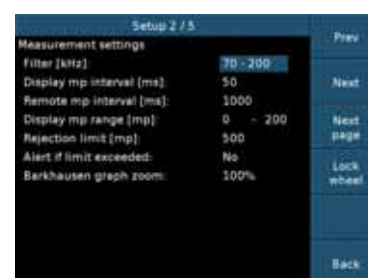 Setup 2 / 5
Measurement settings
Filter [kHz]: 70 - 200
Display mp interval [ms]: 50
Remote mp interval [ms]: 1000
Display mp range [mp]: 0 - 200
Rejection limit [mp]: 500
Alert if limit exceeded: No
Barkhausen graph zoom: 100%
Prev
Next
Next
page
Lock
wheel
Back